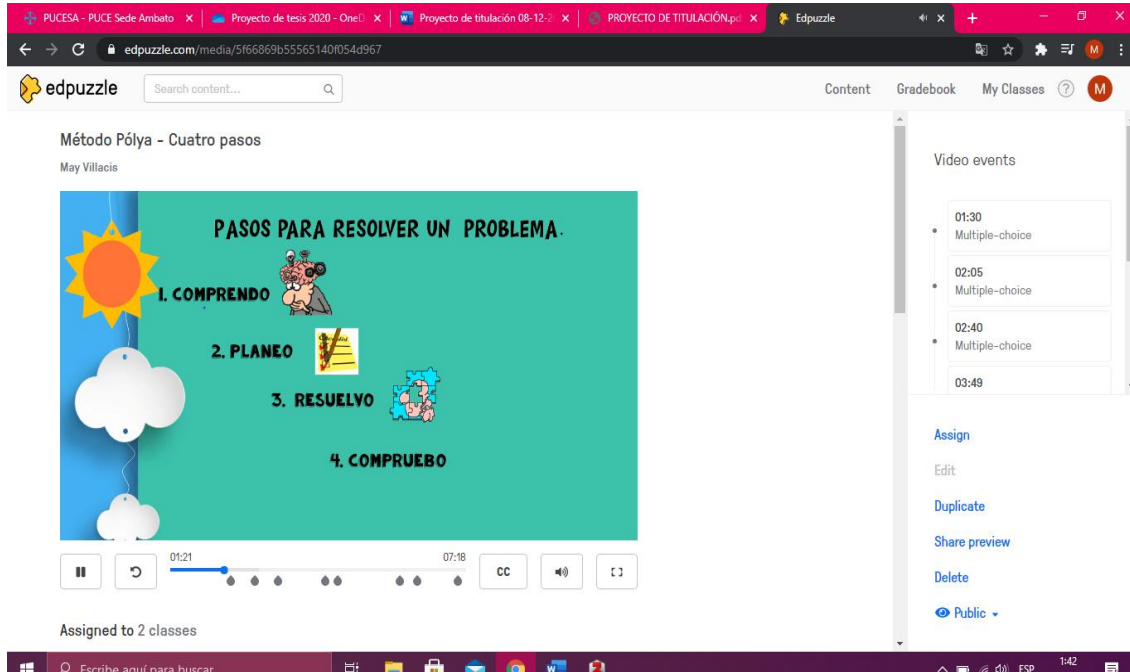 PUCESA - PUCE Sede Ambato
Proyecto de tesis 2020 - OneD
Proyecto de titulación 08-12-2
PROYECTO DE TITULACIÓN.pd
Edpuzzle
edpuzzle.com/media/5f66869b55565140f054d967
M
edpuzzle
Search content...
Content
Gradebook
My Classes
?
M
Método Pólya - Cuatro pasos
May Villacis
PASOS PARA RESOLVER UN PROBLEMA.
1. COMPRENDO
2. PLANEO
3. RESUELVO
4. COMPRUEBO
01:21
07:18
CC
Assigned to 2 classes
Video events
01:30
Multiple-choice
02:05
Multiple-choice
02:40
Multiple-choice
03:49
Assign
Edit
Duplicate
Share preview
Delete
Public
Escribe aquí para buscar
ESP
1:42